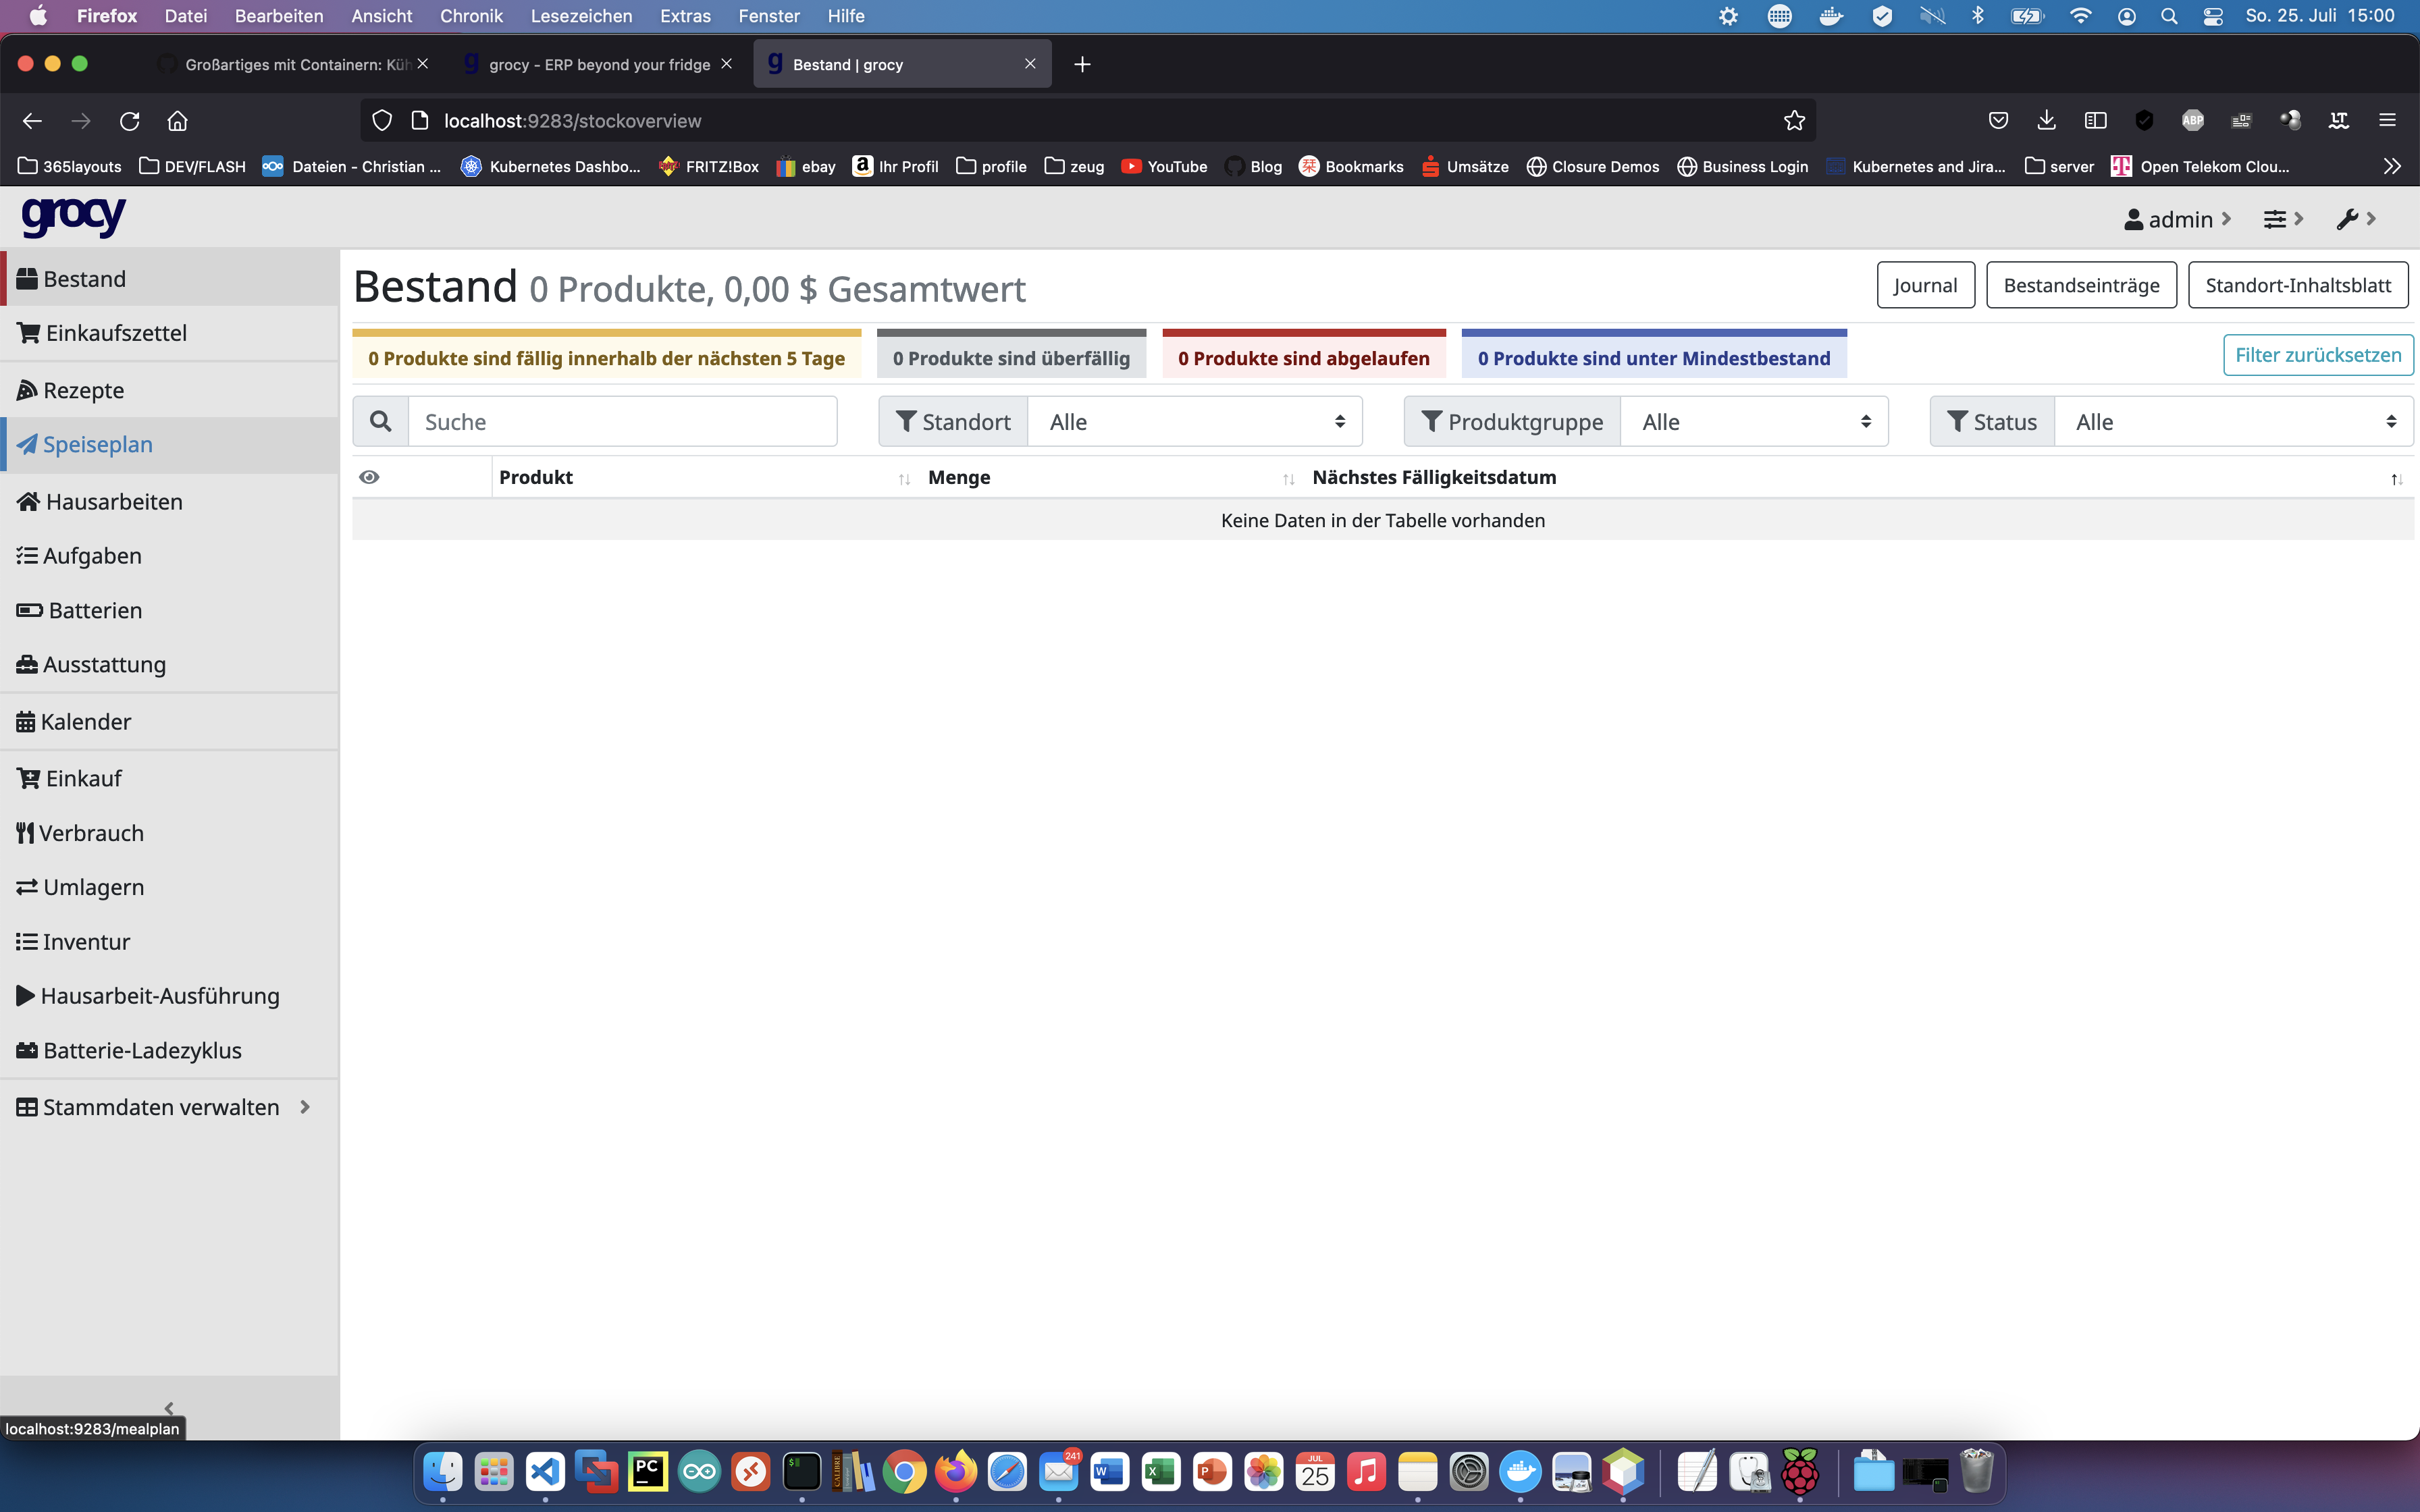 Firefox Datei Bearbeiten Ansicht Chronik Lesezeichen Extras Fenster Hilfe So. 25. Juli 15:00
Großartiges mit Containern: Küh grocy - ERP beyond your fridge Bestand | grocy
localhost:9283/stockoverview ABP LT
365layouts DEV/FLASH Dateien - Christian ... Kubernetes Dashbo... FRITZ!Box ebay Ihr Profil profile zeug YouTube Blog Bookmarks Umsätze Closure Demos Business Login Kubernetes and Jira... server Open Telekom Clou...
grocy admin
Bestand
Einkaufszettel
Rezepte
Speiseplan
Hausarbeiten
Aufgaben
Batterien
Ausstattung
Kalender
Einkauf
Verbrauch
Umlagern
Inventur
Hausarbeit-Ausführung
Batterie-Ladezyklus
Stammdaten verwalten
Bestand 0 Produkte, 0,00 $ Gesamtwert Journal Bestandseinträge Standort-Inhaltsblatt
0 Produkte sind fällig innerhalb der nächsten 5 Tage 0 Produkte sind überfällig 0 Produkte sind abgelaufen 0 Produkte sind unter Mindestbestand Filter zurücksetzen
Suche Standort Alle Produktgruppe Alle Status Alle
Produkt Menge Nächstes Fälligkeitsdatum
Keine Daten in der Tabelle vorhanden
localhost:9283/mealplan
PC CALIBRE 241 W X P JUL
25